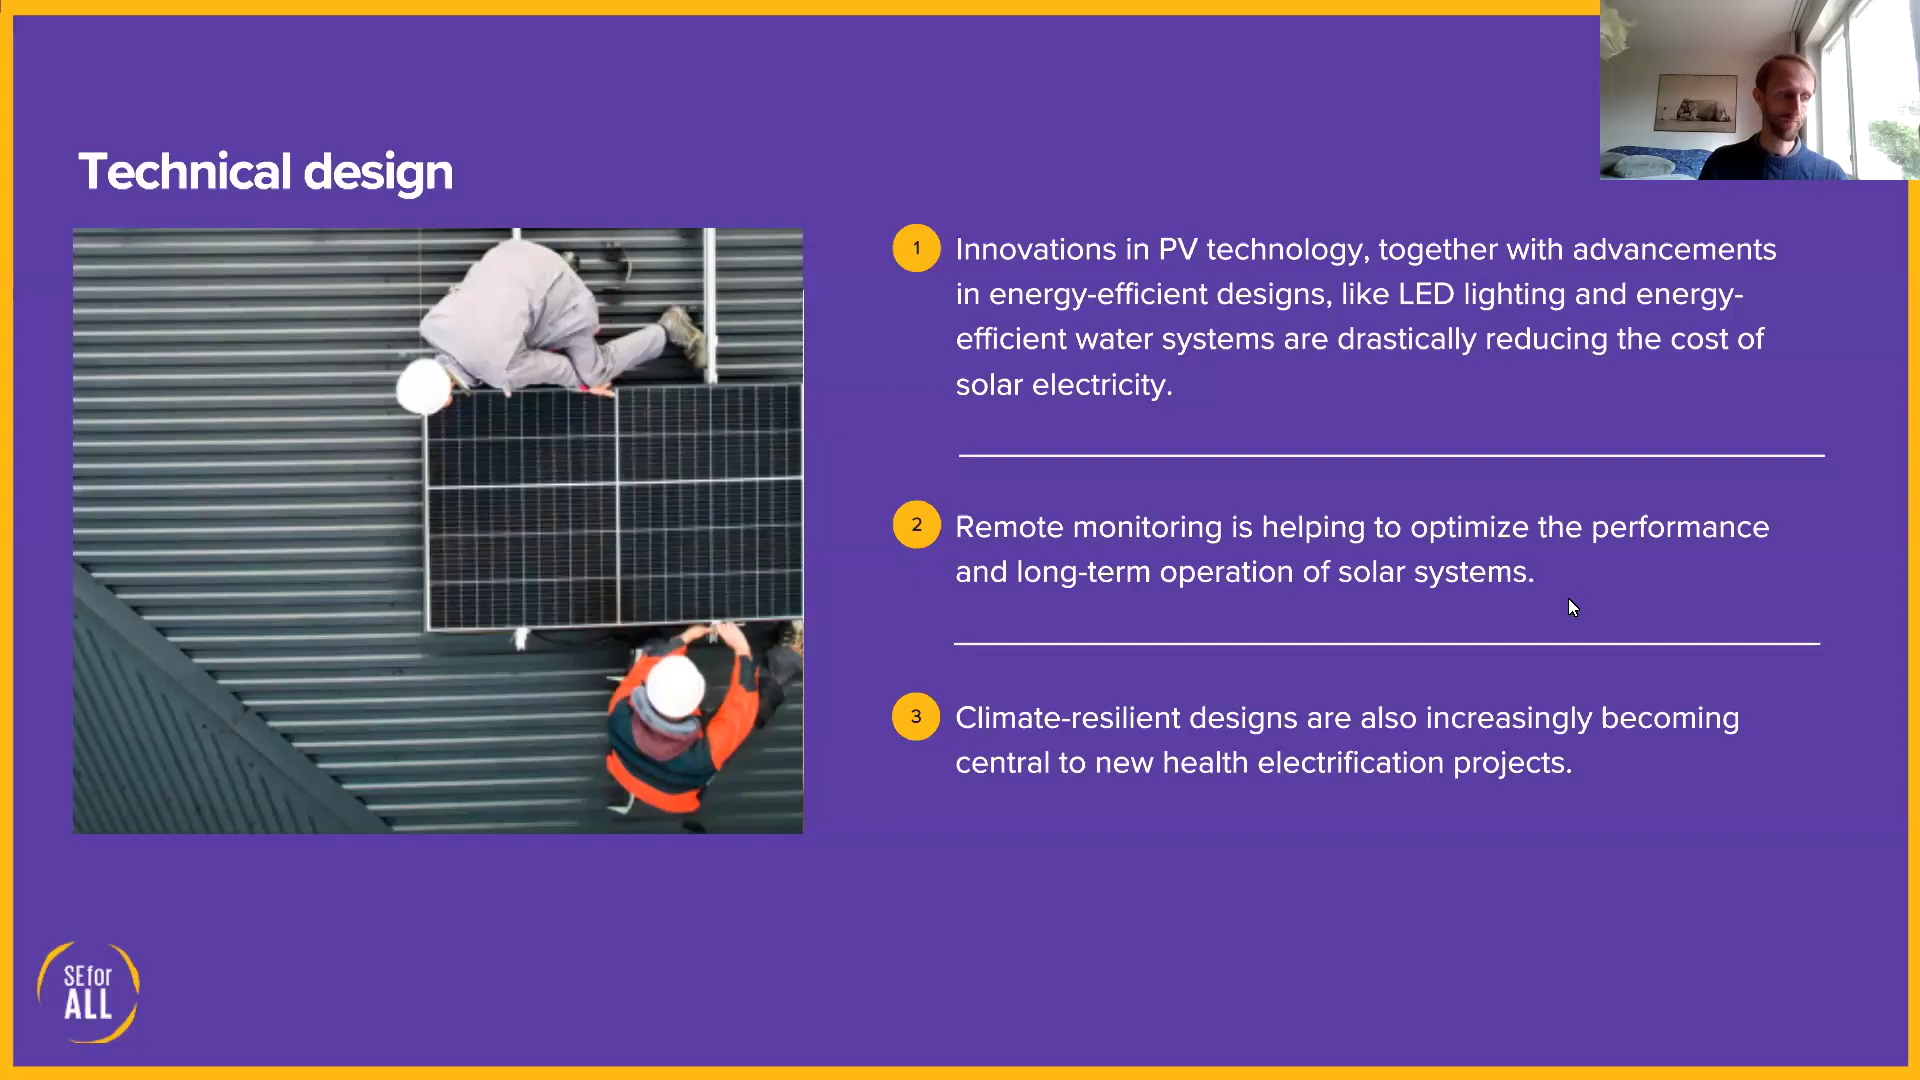 Technical design
1
Innovations in PV technology, together with advancements
in energy-efficient designs, like LED lighting and energy-
efficient water systems are drastically reducing the cost of
solar electricity.
2
Remote monitoring is helping to optimize the performance
and long-term operation of solar systems.
3
Climate-resilient designs are also increasingly becoming
central to new health electrification projects.
SEfor
ALL